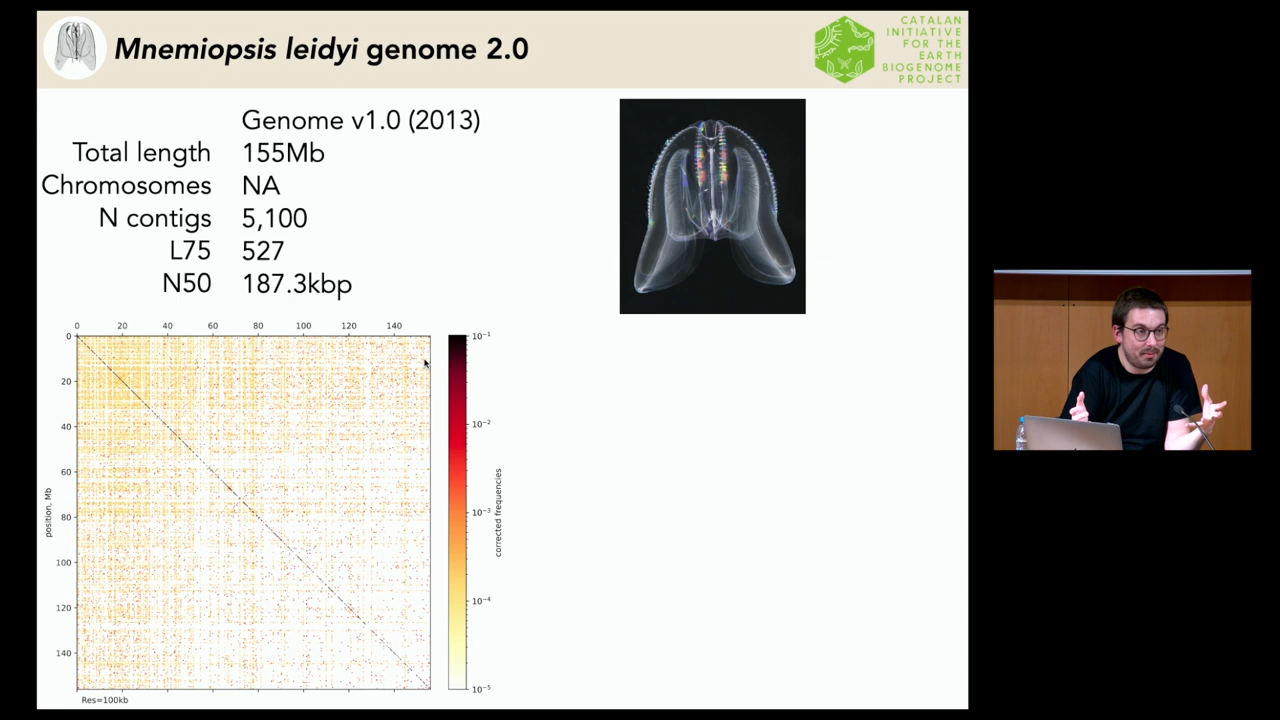 Mnemiopsis leidyi genome 2.0
CATALAN
INITIATIVE
FOR THE
EARTH
BIOGENOME
PROJECT
Genome v1.0 (2013)
Total length 155Mb
Chromosomes NA
N contigs 5,100
L75 527
N50 187.3kbp
0 20 40 60 80 100 120 140
0
20
40
60
80
100
120
140
position, Mb
10⁻¹
10⁻²
10⁻³
10⁻⁴
10⁻⁵
corrected frequencies
Res=100kb